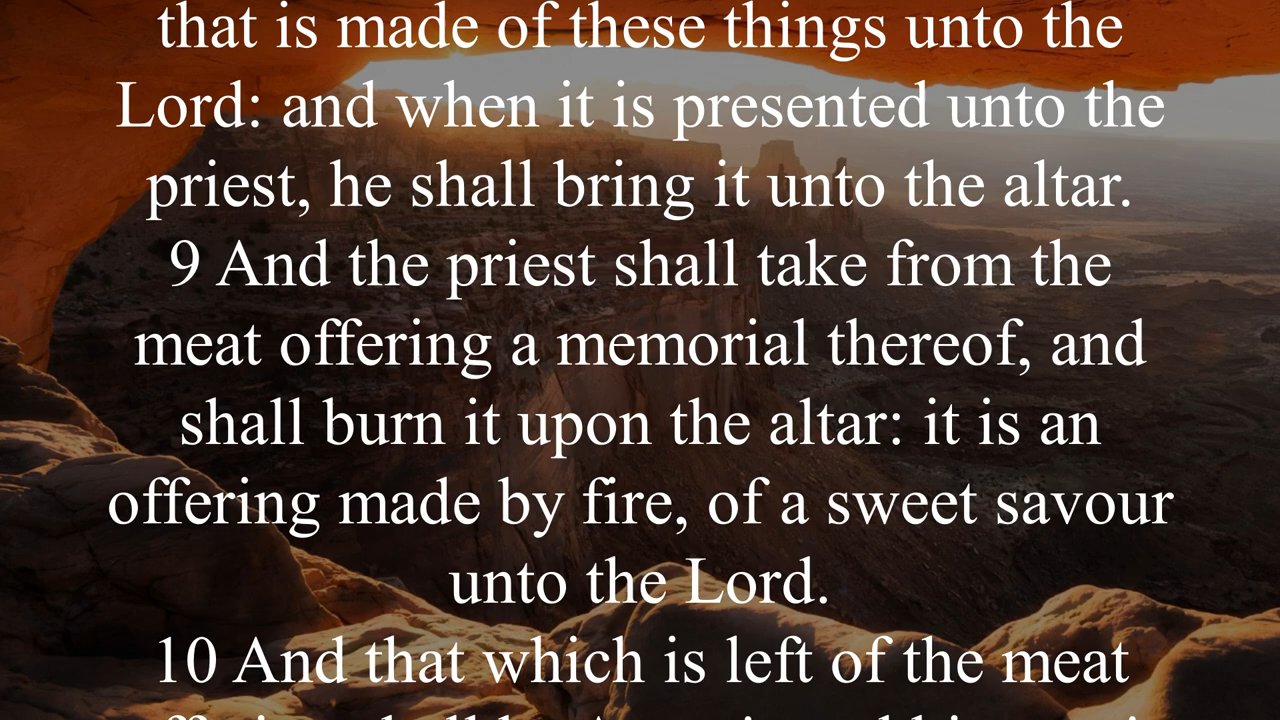 that is made of these things unto the
Lord: and when it is presented unto the
priest, he shall bring it unto the altar.
9 And the priest shall take from the
meat offering a memorial thereof, and
shall burn it upon the altar: it is an
offering made by fire, of a sweet savour
unto the Lord.
10 And that which is left of the meat